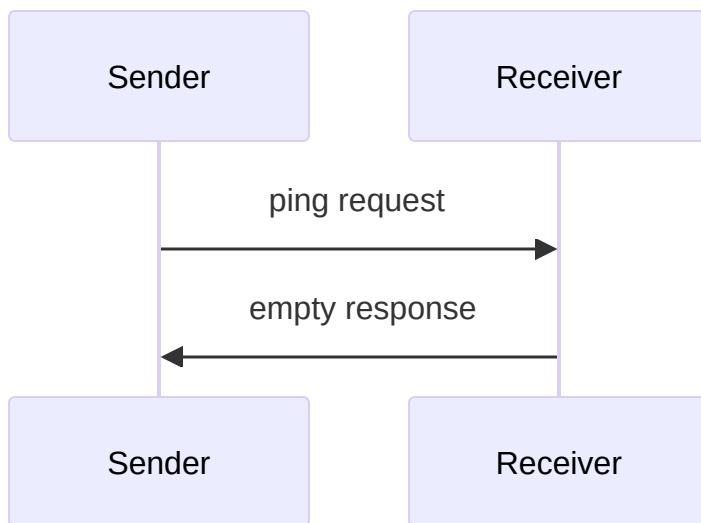 Sender
Receiver
ping request
empty response
Sender
Receiver